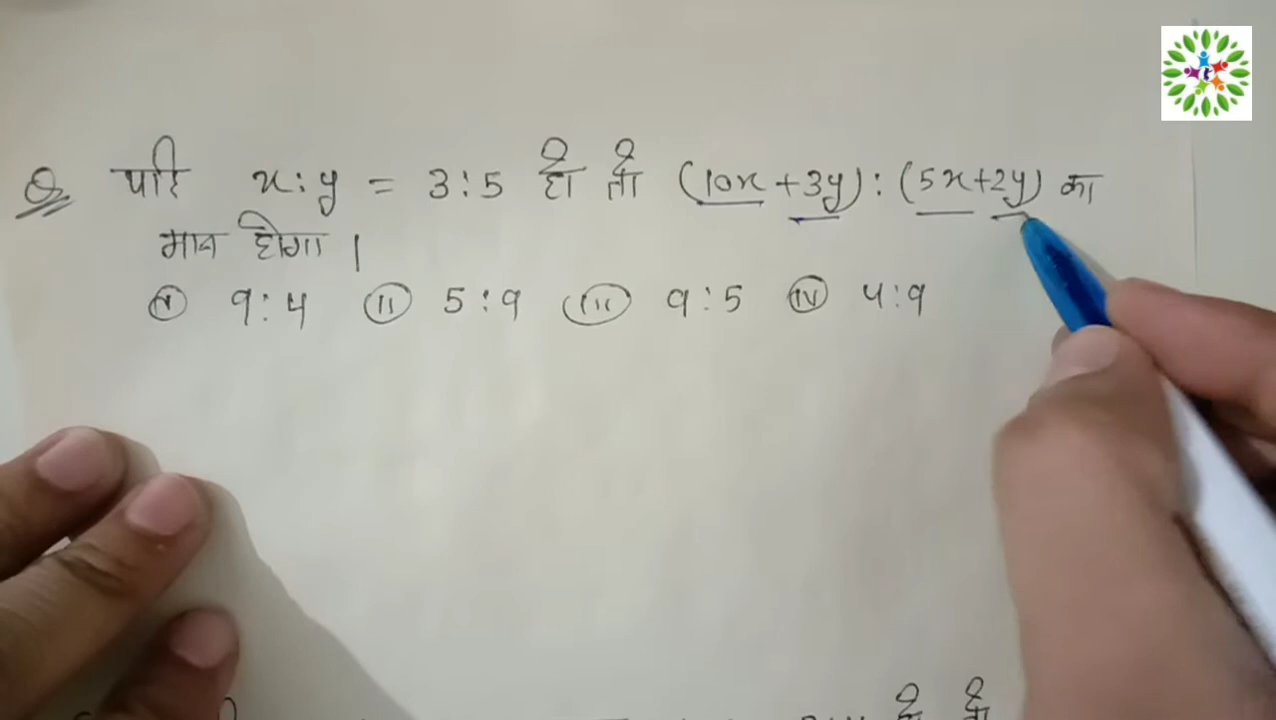 Q यदि x:y = 3:5 हो तो (10x + 3y) : (5x+2y) का
मान होगा ।
(i) 9:4 (ii) 5:9 (iii) 9:5 (iv) 4:9